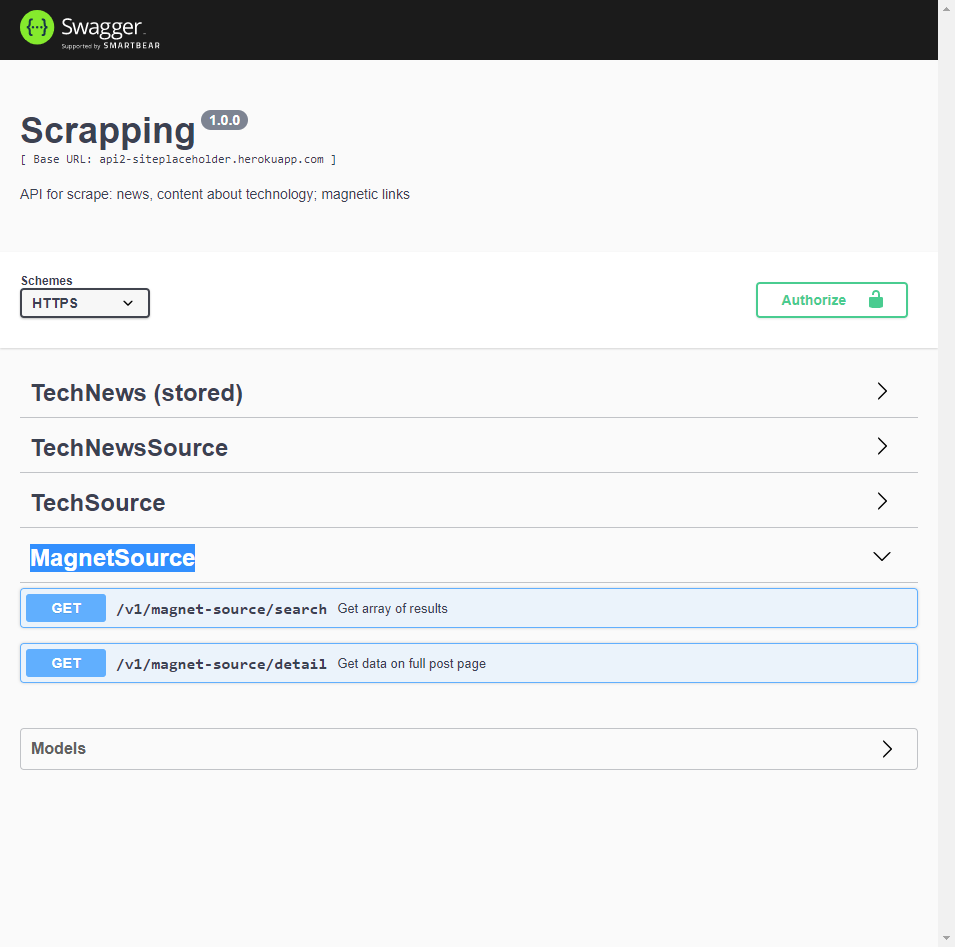 Swagger
Supported by SMARTBEAR
Scrapping 1.0.0
[ Base URL: api2-siteplaceholder.herokuapp.com ]
API for scrape: news, content about technology; magnetic links
Schemes
HTTPS
Authorize
TechNews (stored)
TechNewsSource
TechSource
MagnetSource
GET /v1/magnet-source/search Get array of results
GET /v1/magnet-source/detail Get data on full post page
Models